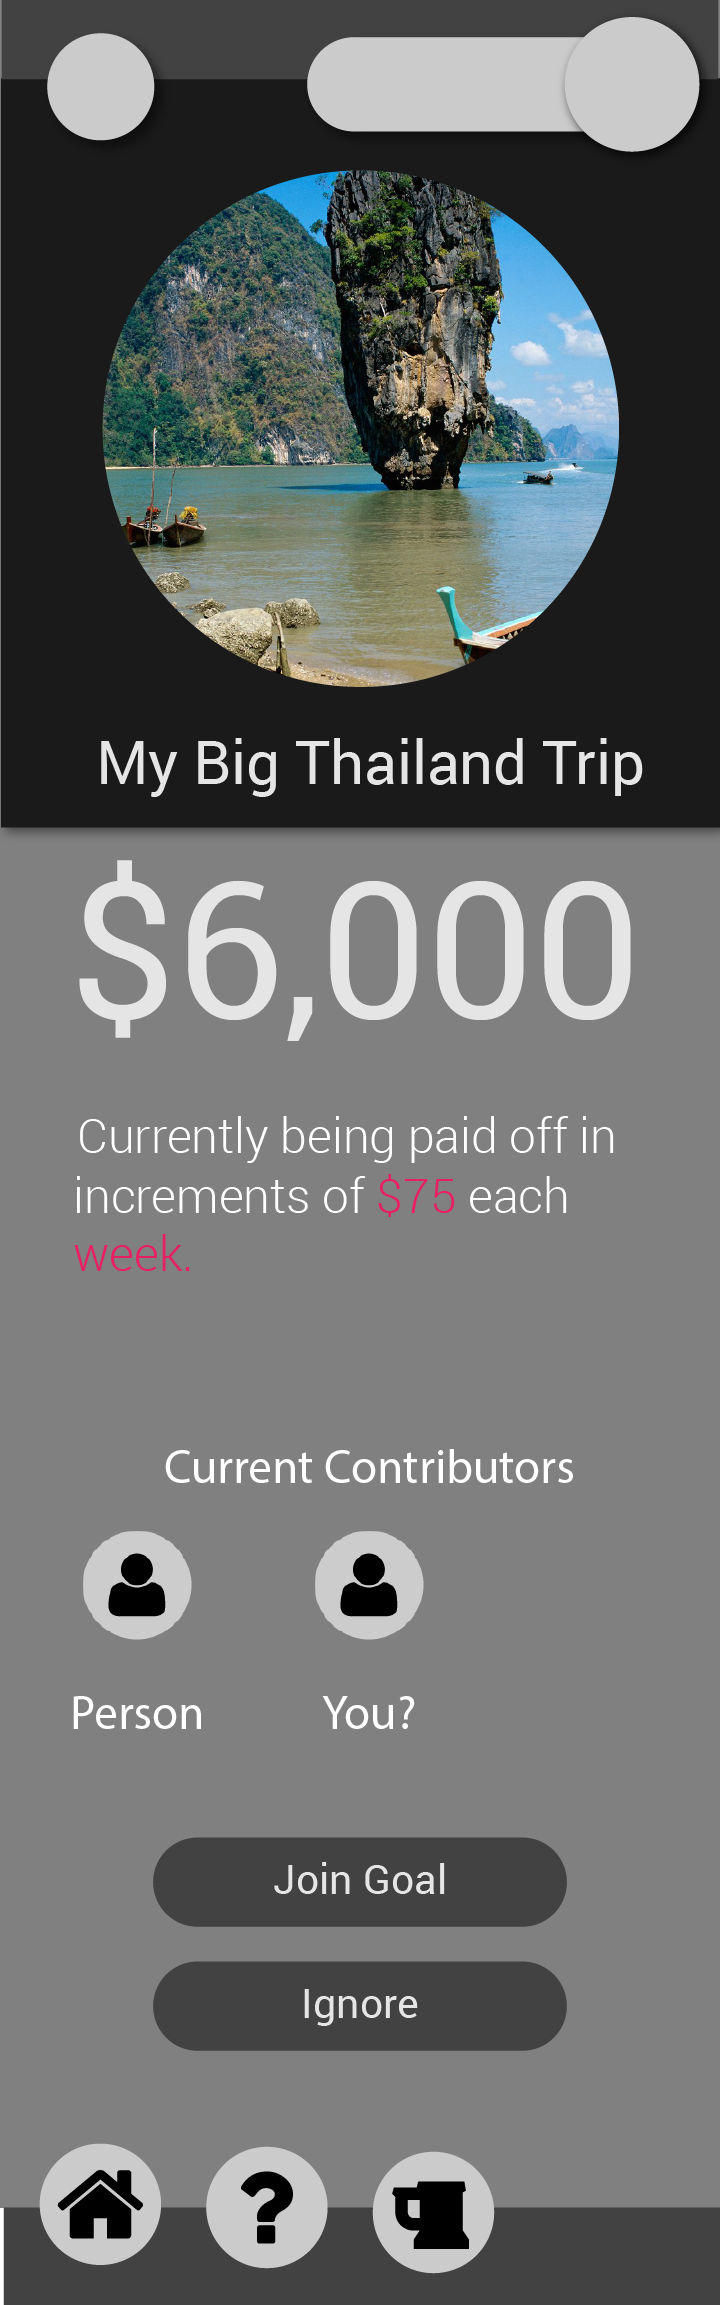 My Big Thailand Trip
$6,000
Currently being paid off in
increments of $75 each
week.
Current Contributors
Person You?
Join Goal
Ignore
?